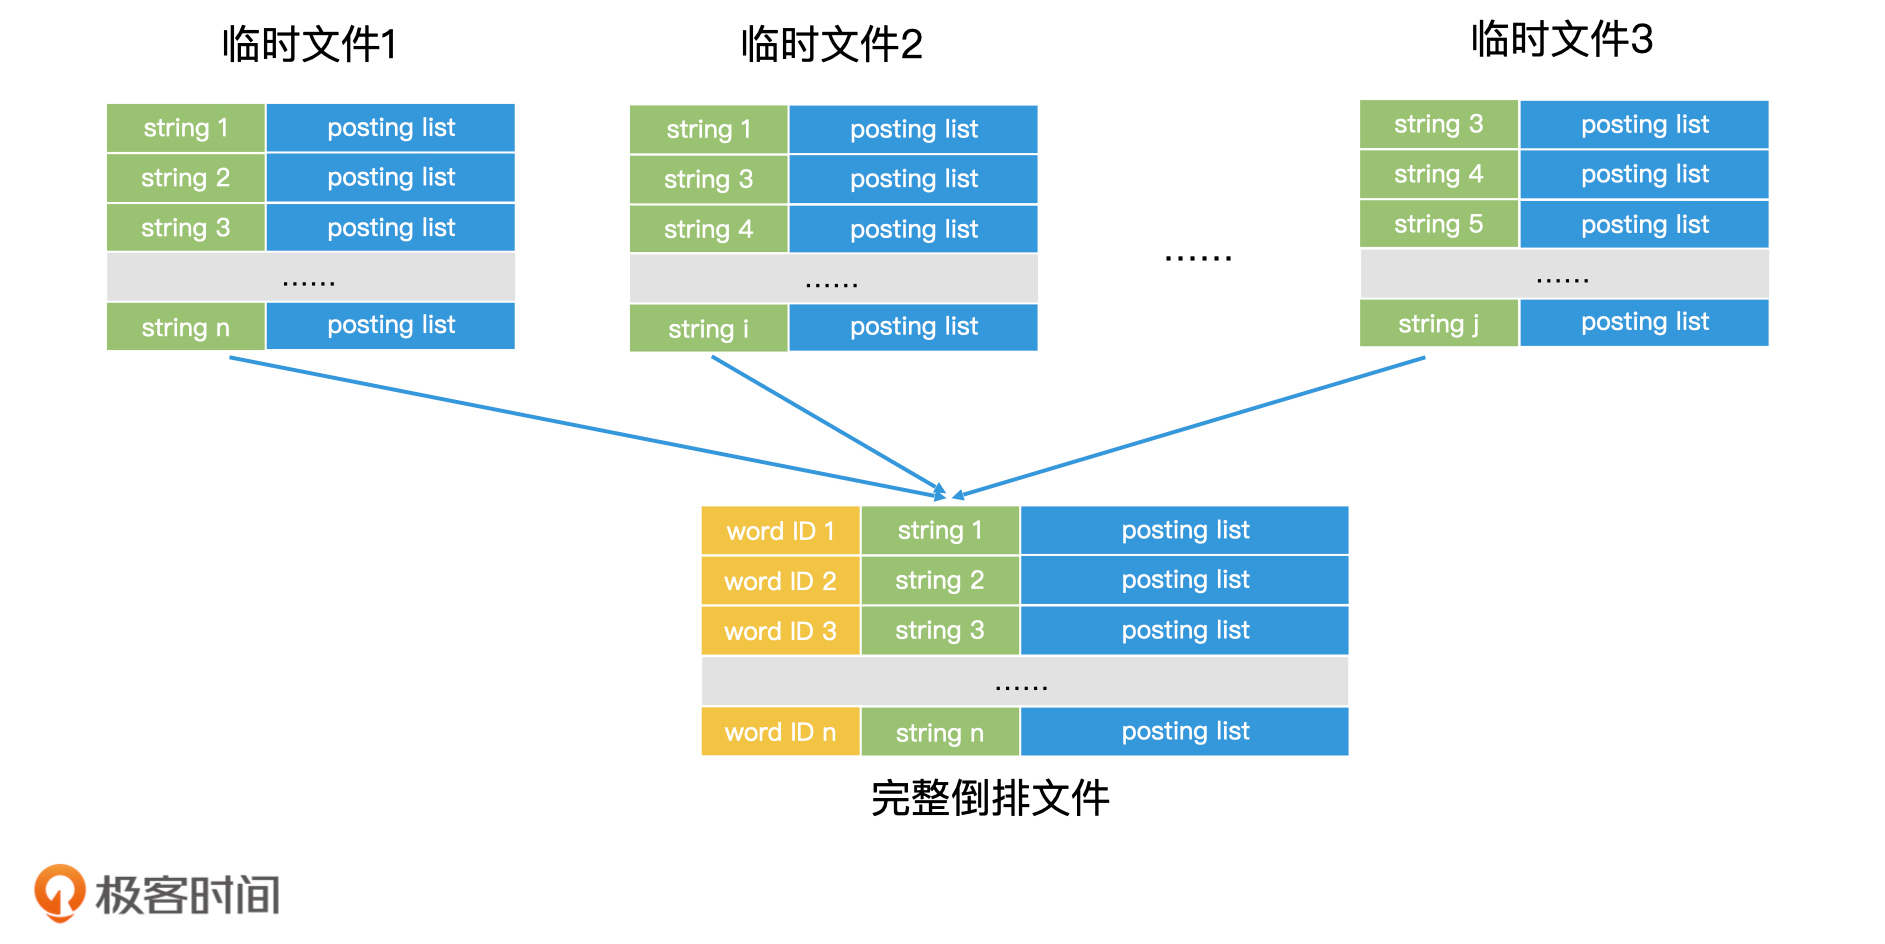 临时文件1
string 1 posting list
string 2 posting list
string 3 posting list
......
string n posting list
临时文件2
string 1 posting list
string 3 posting list
string 4 posting list
......
string i posting list
......
临时文件3
string 3 posting list
string 4 posting list
string 5 posting list
......
string j posting list
word ID 1 string 1 posting list
word ID 2 string 2 posting list
word ID 3 string 3 posting list
......
word ID n string n posting list
完整倒排文件
极客时间